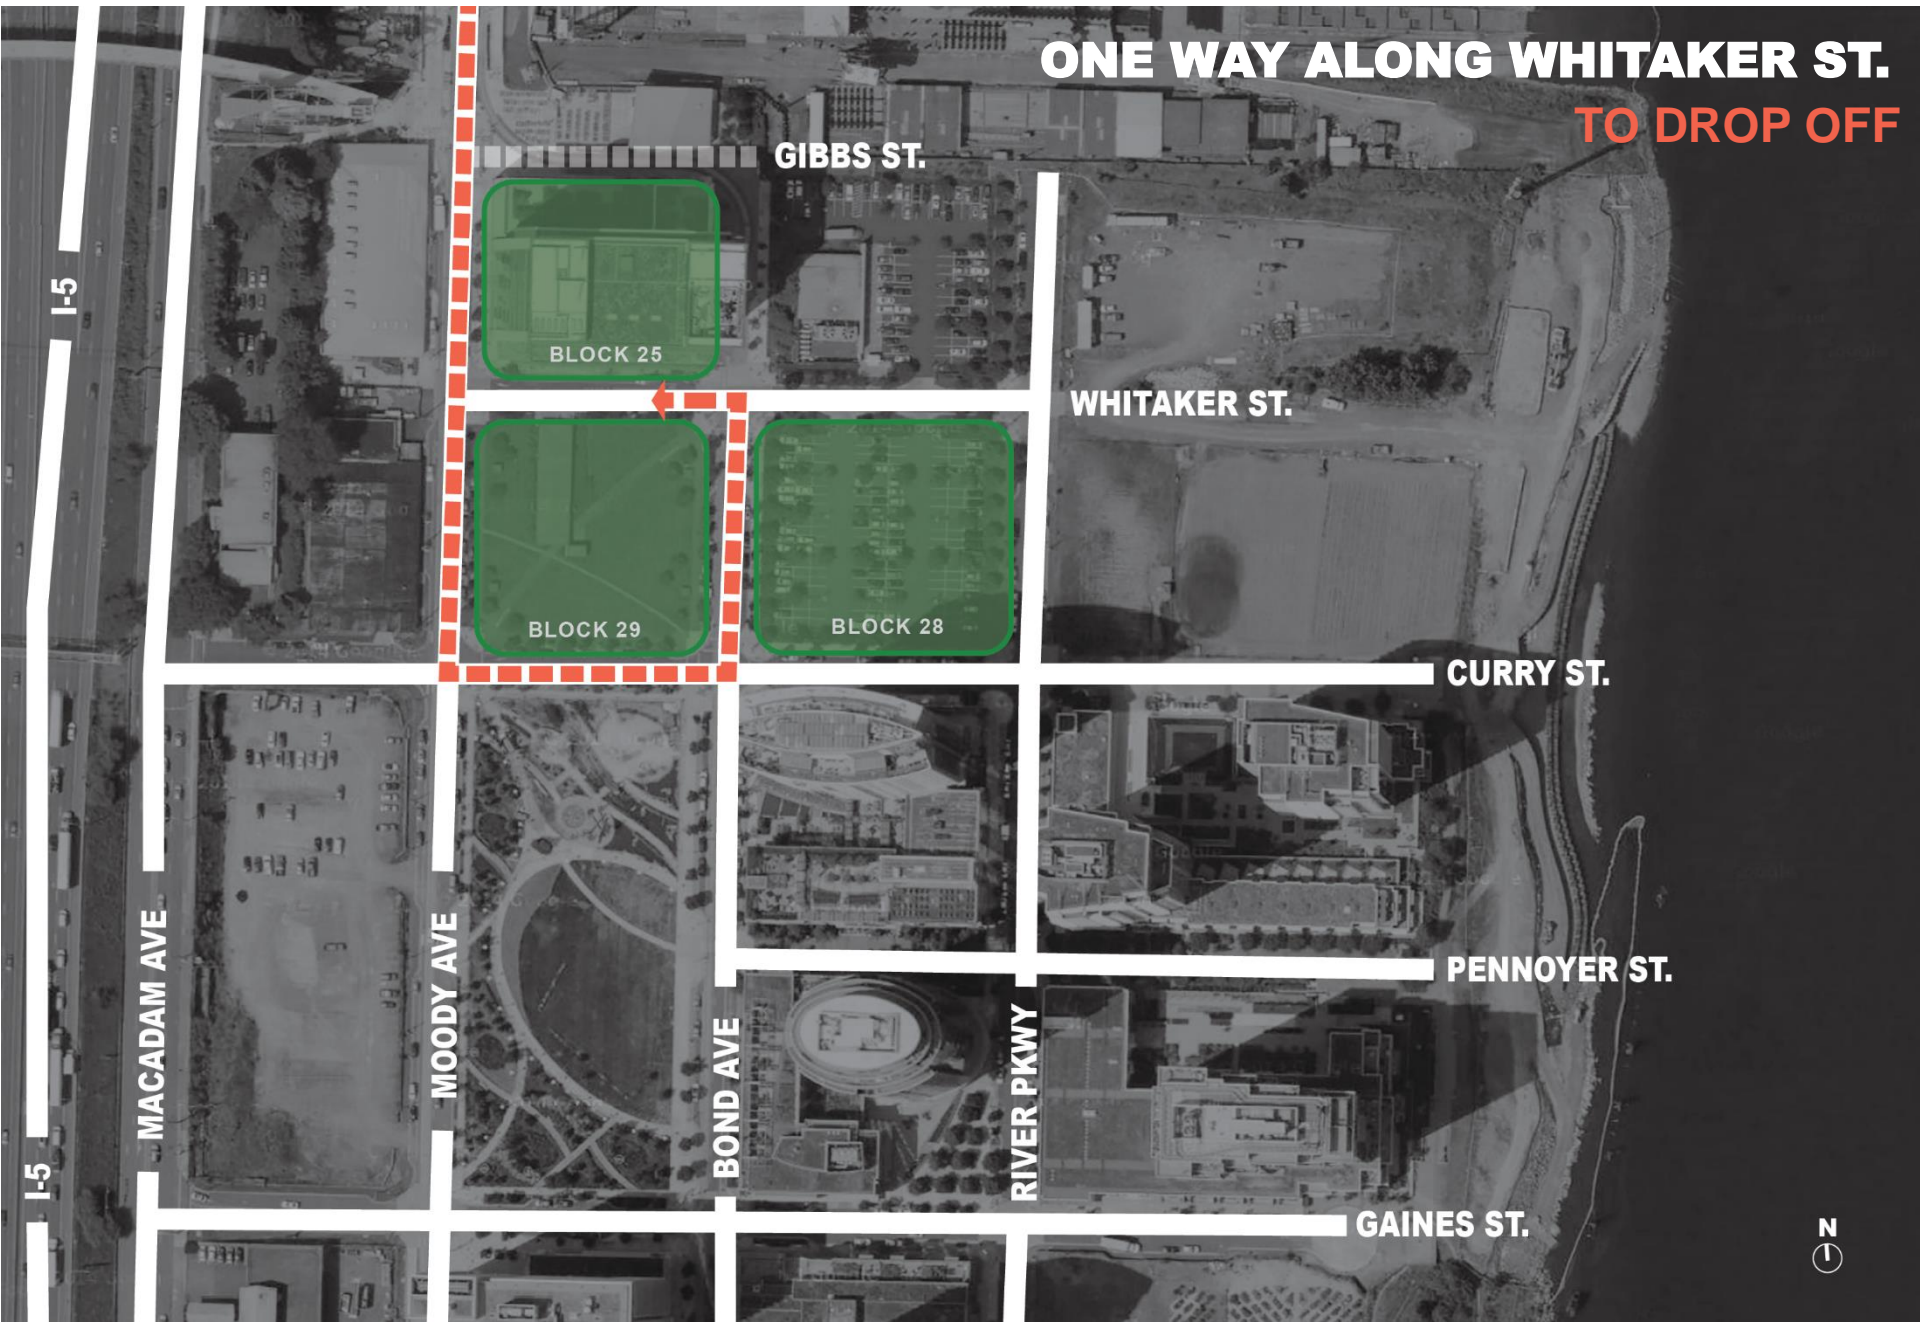 ONE WAY ALONG WHITAKER ST.
TO DROP OFF
GIBBS ST.
I-5
BLOCK 25
WHITAKER ST.
BLOCK 29
BLOCK 28
CURRY ST.
MACADAM AVE
MOODY AVE
BOND AVE
RIVER PKWY
PENNOYER ST.
I-5
GAINES ST.
N